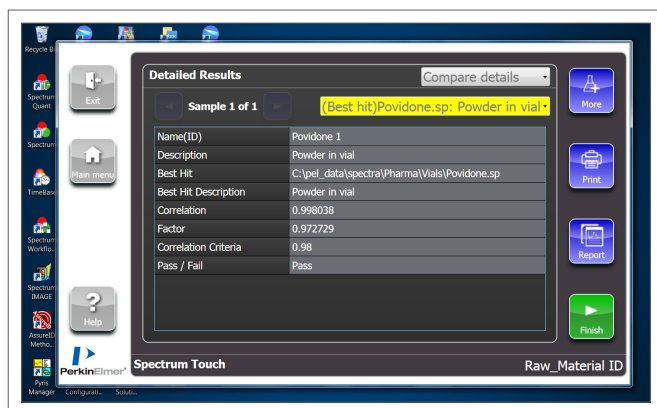 Recycle Bi
Spectrum
Quant
Spectrum
TimeBase
Spectrum
Workflo...
Spectrum
IMAGE
AssureID
Metho...
Pyris
Manager
Configurati...
Soluti...
Exit
Main menu
Help
PerkinElmer
Detailed Results
Compare details
Sample 1 of 1
(Best hit)Povidone.sp: Powder in vial
Name(ID) Povidone 1
Description Powder in vial
Best Hit C:\pel_data\spectra\Pharma\Vials\Povidone.sp
Best Hit Description Powder in vial
Correlation 0.998038
Factor 0.972729
Correlation Criteria 0.98
Pass / Fail Pass
More
Print
Report
Finish
Spectrum Touch
Raw_Material ID